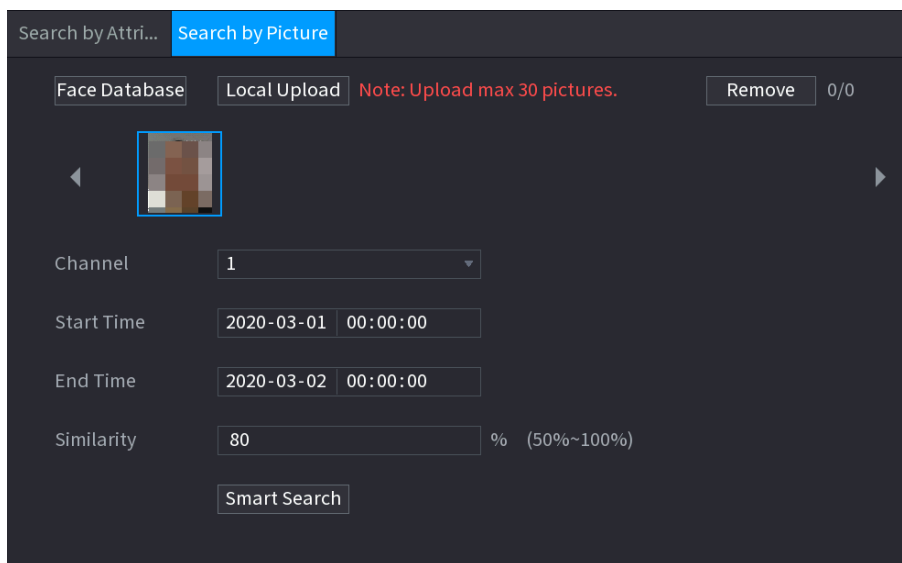 Search by Attri... Search by Picture
Face Database Local Upload Note: Upload max 30 pictures. Remove 0/0
Channel 1
Start Time 2020-03-01 00:00:00
End Time 2020-03-02 00:00:00
Similarity 80 % (50%~100%)
Smart Search